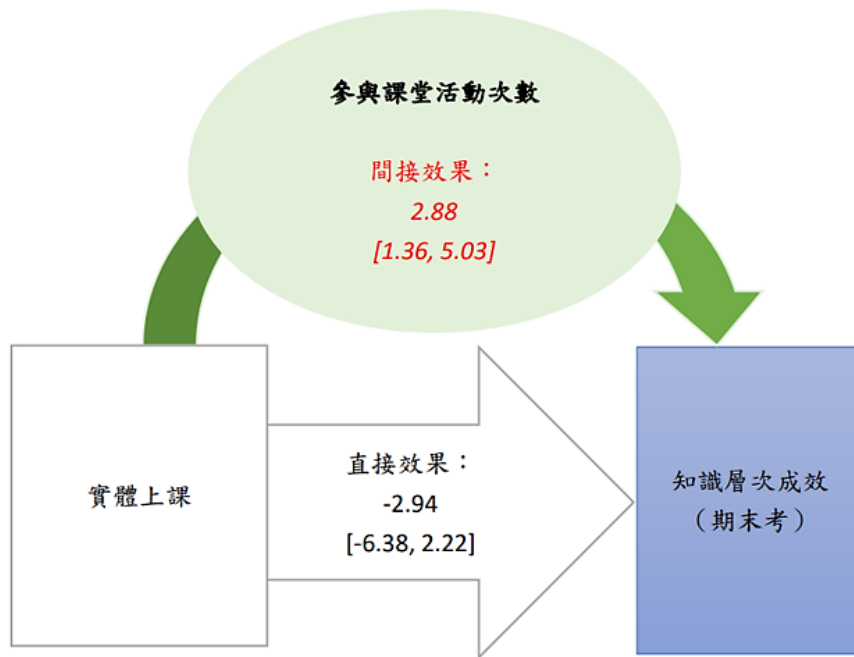 參與課堂活動次數
間接效果：
2.88
[1.36, 5.03]
實體上課
直接效果：
-2.94
[-6.38, 2.22]
知識層次成效
（期末考）